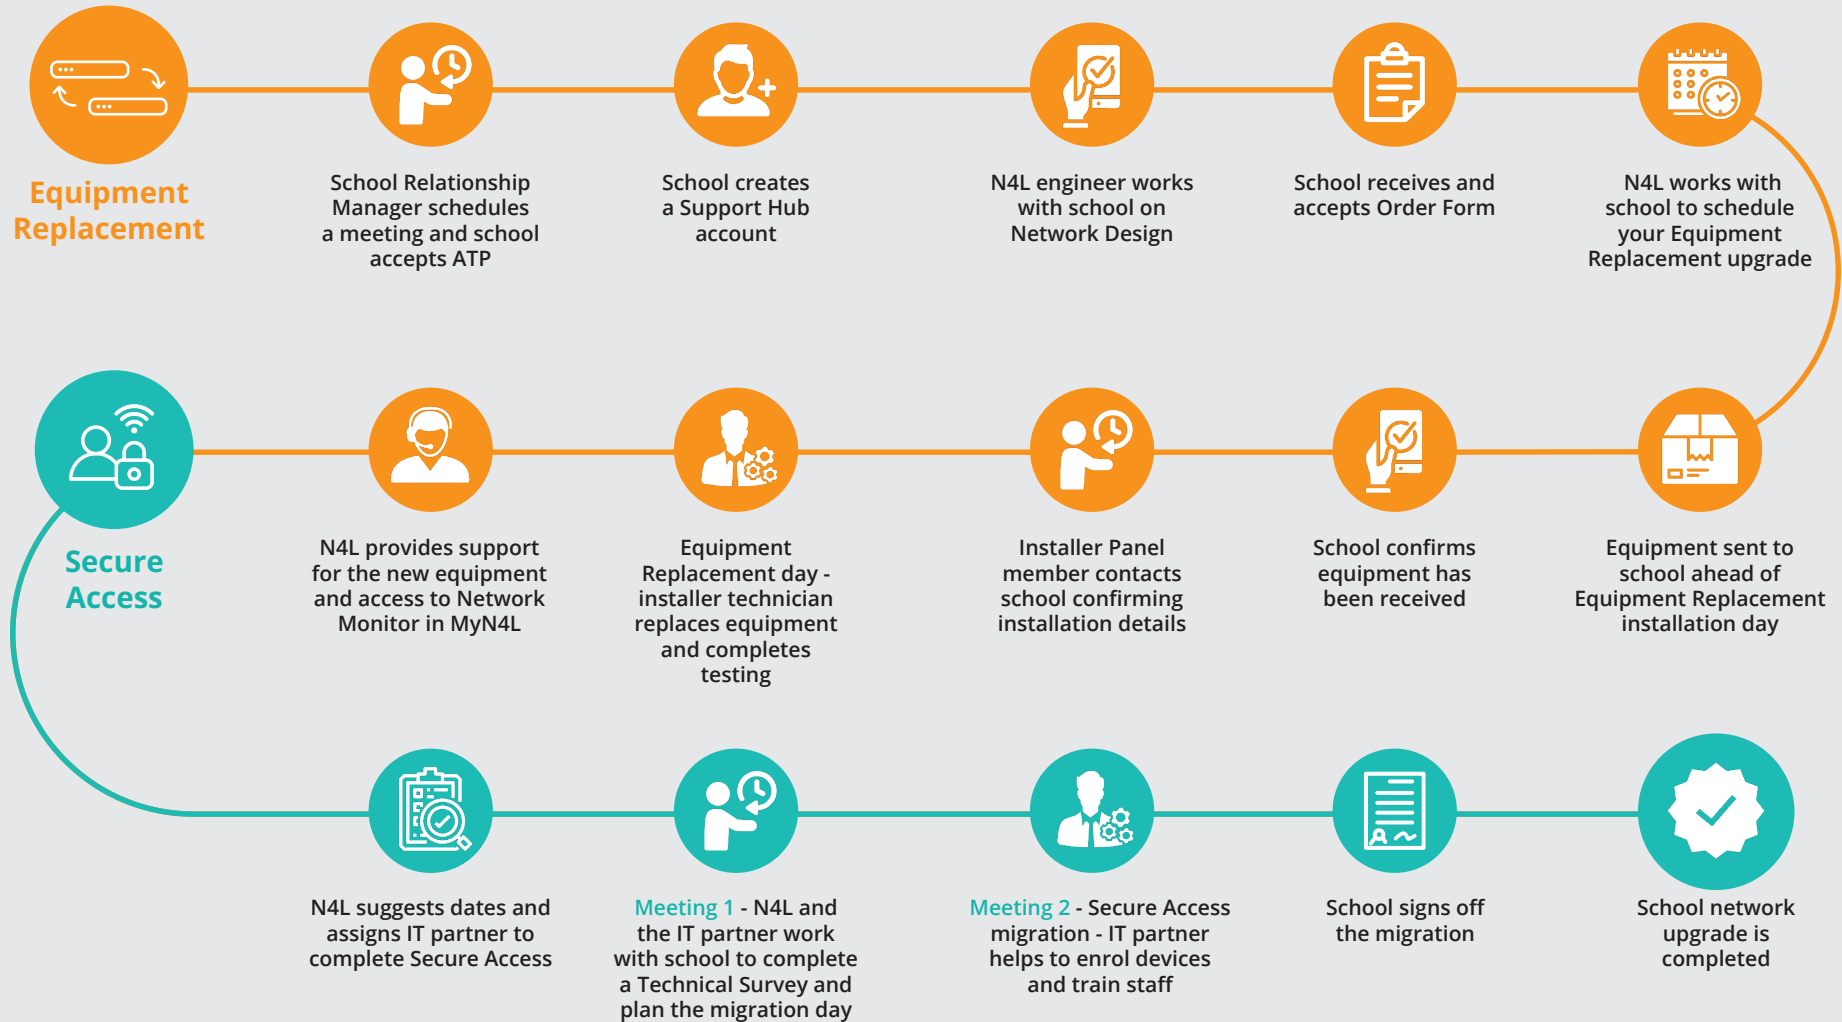 Equipment
Replacement
School Relationship
Manager schedules
a meeting and school
accepts ATP
School creates
a Support Hub
account
N4L engineer works
with school on
Network Design
School receives and
accepts Order Form
N4L works with
school to schedule
your Equipment
Replacement upgrade
Secure
Access
N4L provides support
for the new equipment
and access to Network
Monitor in MyN4L
Equipment
Replacement day -
installer technician
replaces equipment
and completes
testing
Installer Panel
member contacts
school confirming
installation details
School confirms
equipment has
been received
Equipment sent to
school ahead of
Equipment Replacement
installation day
N4L suggests dates and
assigns IT partner to
complete Secure Access
Meeting 1 - N4L and
the IT partner work
with school to complete
a Technical Survey and
plan the migration day
Meeting 2 - Secure Access
migration - IT partner
helps to enrol devices
and train staff
School signs off
the migration
School network
upgrade is
completed